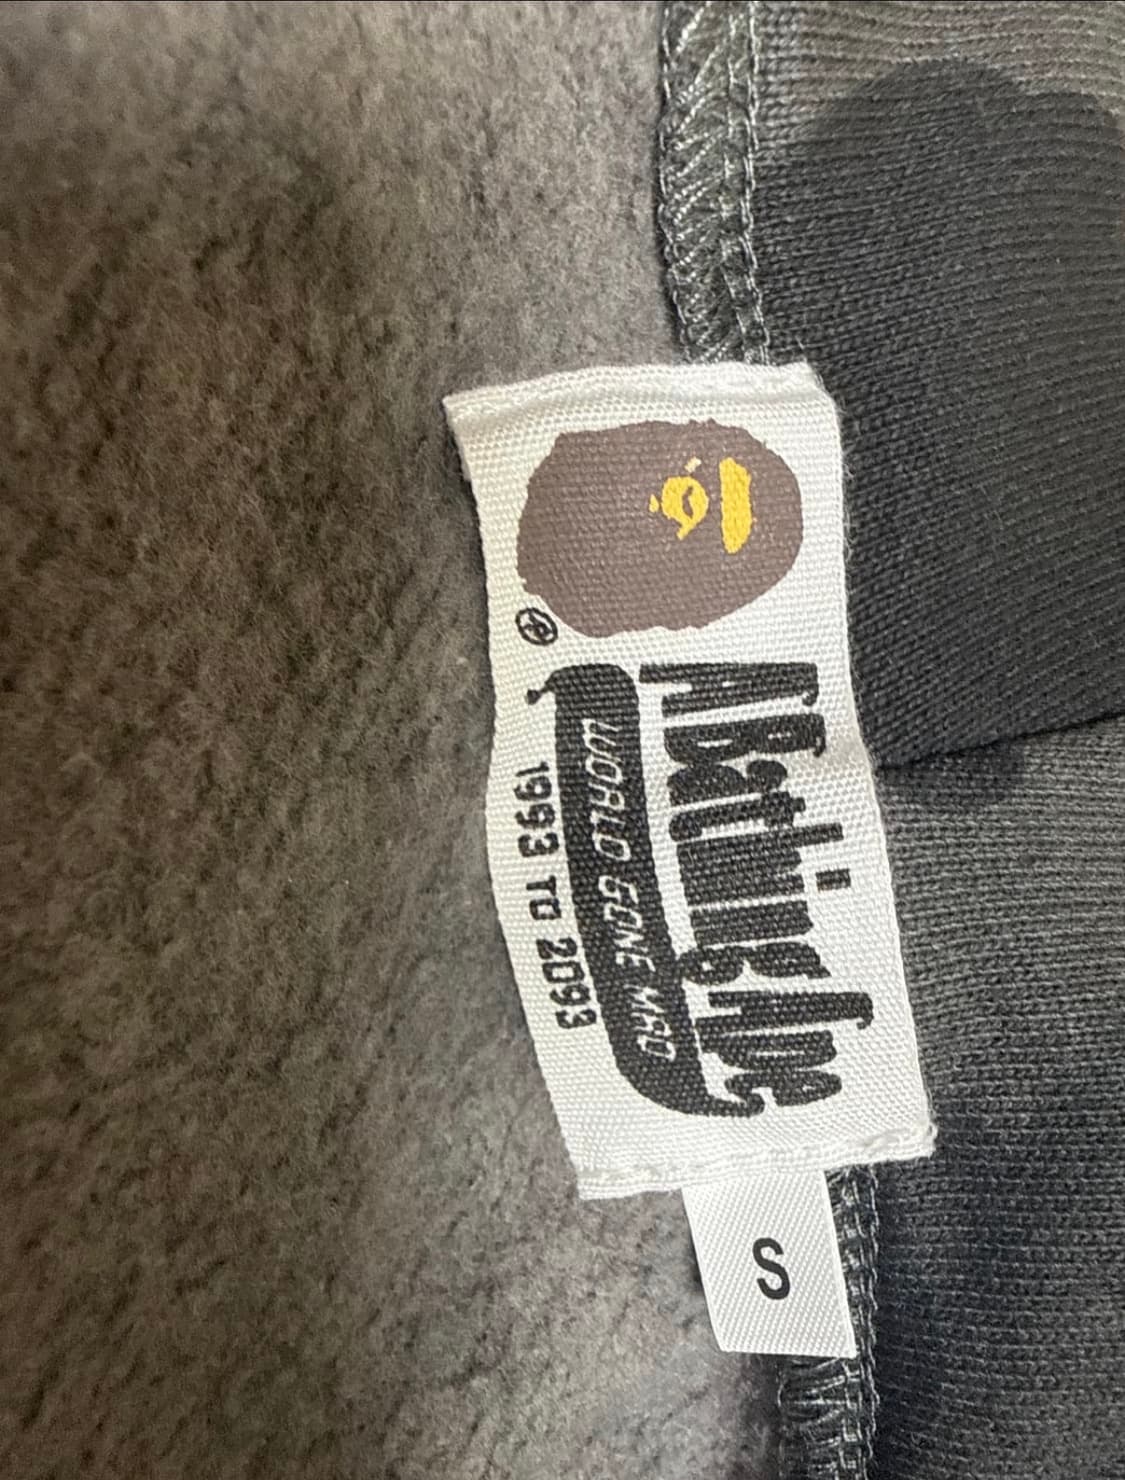 ®
A Bathing Ape
WORLD GONE MAD
1993 TO 2093
S